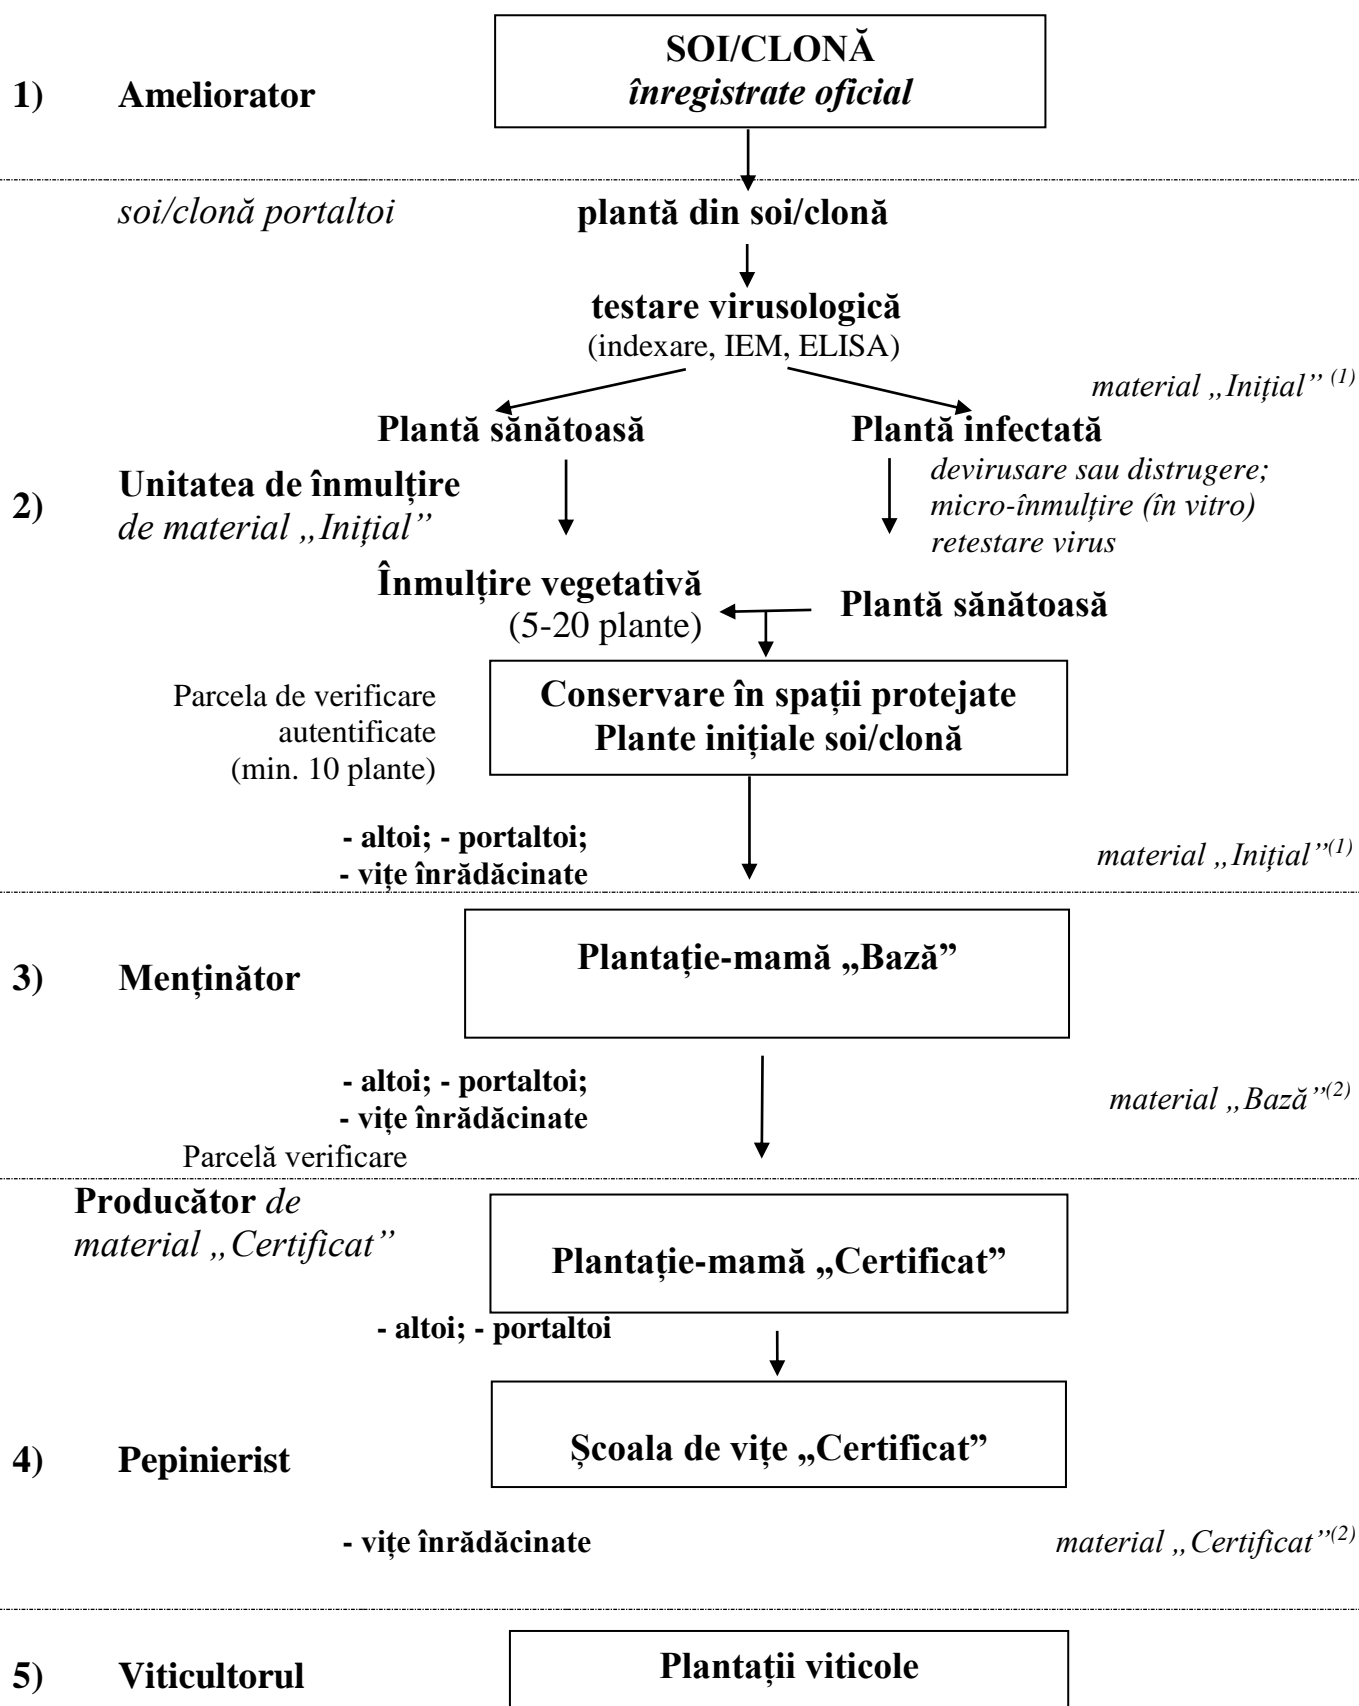 SOI/CLONĂ
1) Ameliorator
înregistrate oficial
soi/clonă portaltoi
plantă din soi/clonă
testare virusologică
(indexare, IEM, ELISA)
material „Inițial” (1)
Plantă sănătoasă
Plantă infectată
devirusare sau distrugere;
micro-înmulțire (în vitro)
retestare virus
2) Unitatea de înmulțire
de material „Inițial”
Înmulțire vegetativă
(5-20 plante)
Plantă sănătoasă
Parcela de verificare
autentificate
(min. 10 plante)
Conservare în spații protejate
Plante inițiale soi/clonă
- altoi; - portaltoi;
- vițe înrădăcinate
material „Inițial”(1)
Plantație-mamă „Bază”
3) Menținător
- altoi; - portaltoi;
- vițe înrădăcinate
material „Bază”(2)
Parcelă verificare
Producător de
material „Certificat”
Plantație-mamă „Certificat”
- altoi; - portaltoi
4) Pepinierist
Școala de vițe „Certificat”
- vițe înrădăcinate
material „Certificat”(2)
5) Viticultorul
Plantații viticole